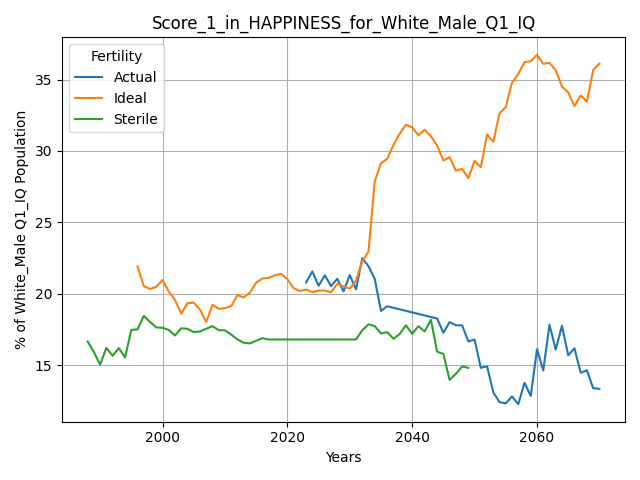 Score_1_in_HAPPINESS_for_White_Male_Q1_IQ
Fertility
Actual
Ideal
Sterile
% of White_Male Q1_IQ Population
35
30
25
20
15
2000
2020
2040
2060
Years